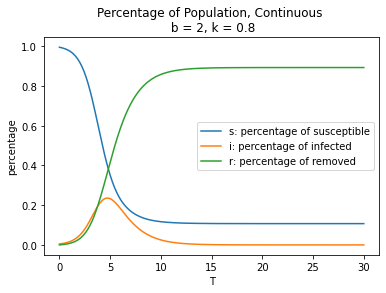 Percentage of Population, Continuous
b = 2, k = 0.8
1.0
0.8
0.6
0.4
0.2
0.0
percentage
s: percentage of susceptible
i: percentage of infected
r: percentage of removed
0 5 10 15 20 25 30
T